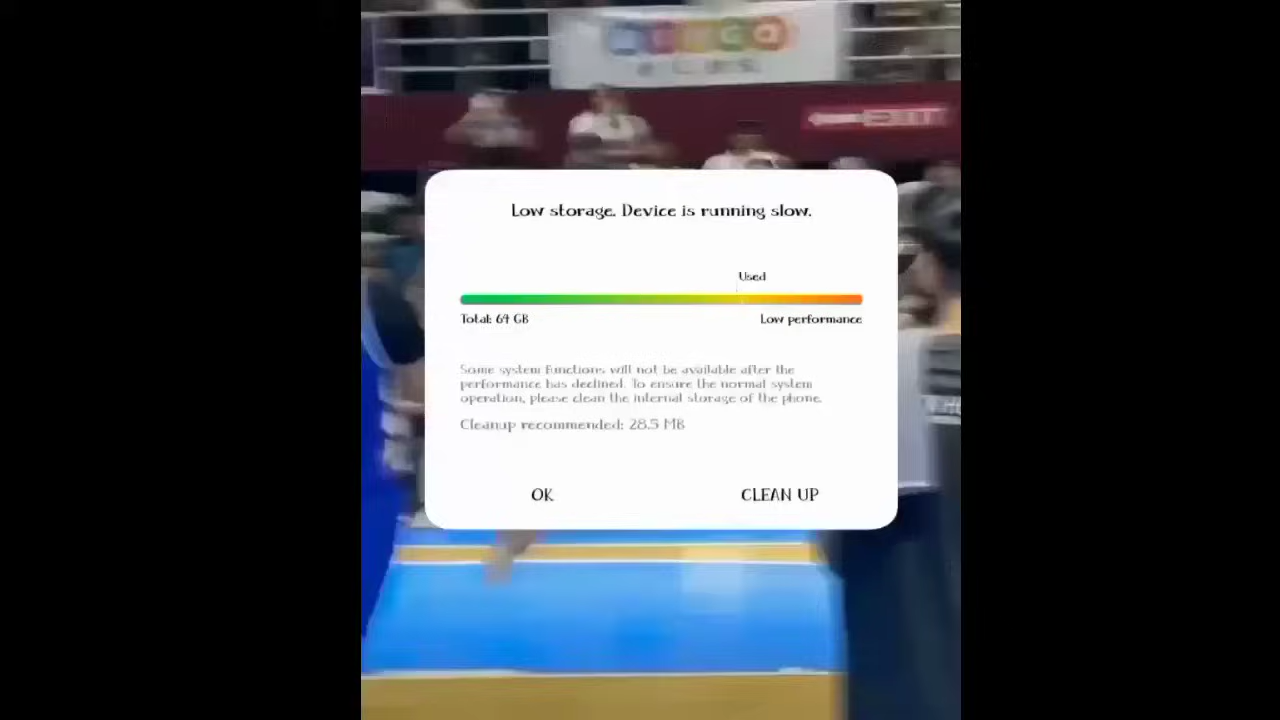 Low storage. Device is running slow.
Used
Total: 64 GB
Low performance
Some system functions will not be available after the
performance has declined. To ensure the normal system
operation, please clean the internal storage of the phone.
Cleanup recommended: 28.5 MB
OK
CLEAN UP